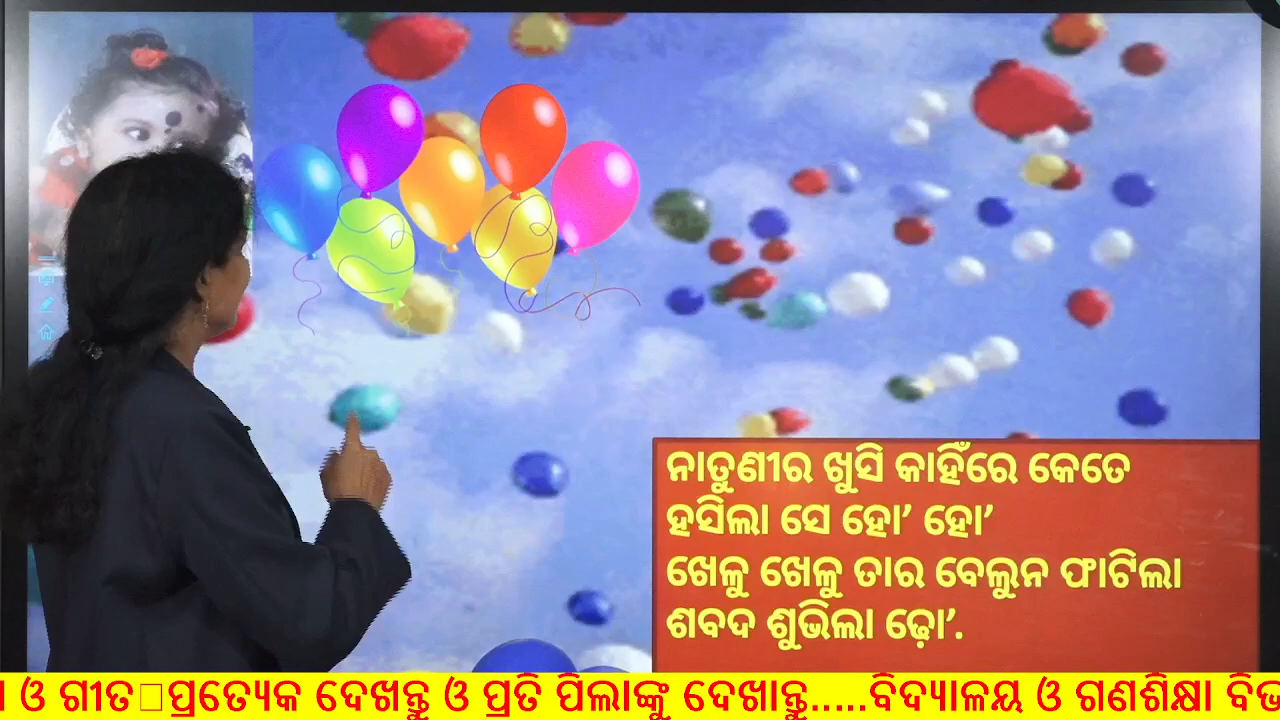 ନାତୁଣୀର ଖୁସି କାହିଁରେ କେତେ
ହସିଲା ସେ ହୋ’ ହୋ’
ଖେଳୁ ଖେଳୁ ତାର ବେଲୁନ ଫାଟିଲା
ଶବଦ ଶୁଭିଲା ଢ଼ୋ’.
ଓ ଗୀତ□ପ୍ରତ୍ୟେକ ଦେଖନ୍ତୁ ଓ ପ୍ରତି ପିଲାଙ୍କୁ ଦେଖାନ୍ତୁ.....ବିଦ୍ୟାଳୟ ଓ ଗଣଶିକ୍ଷା